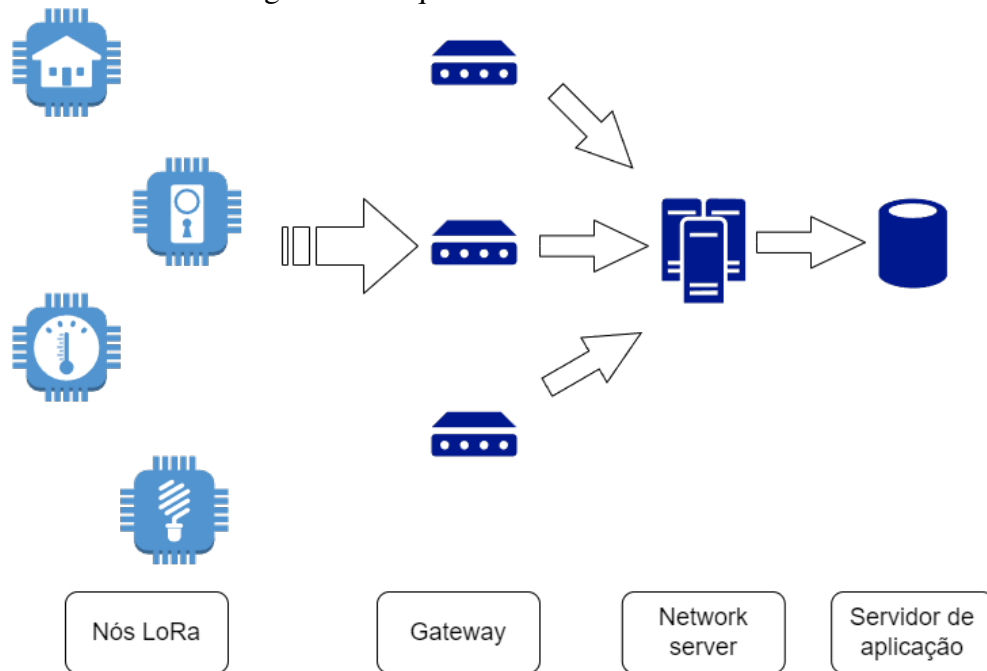 Nós LoRa
Gateway
Network
server
Servidor de
aplicação